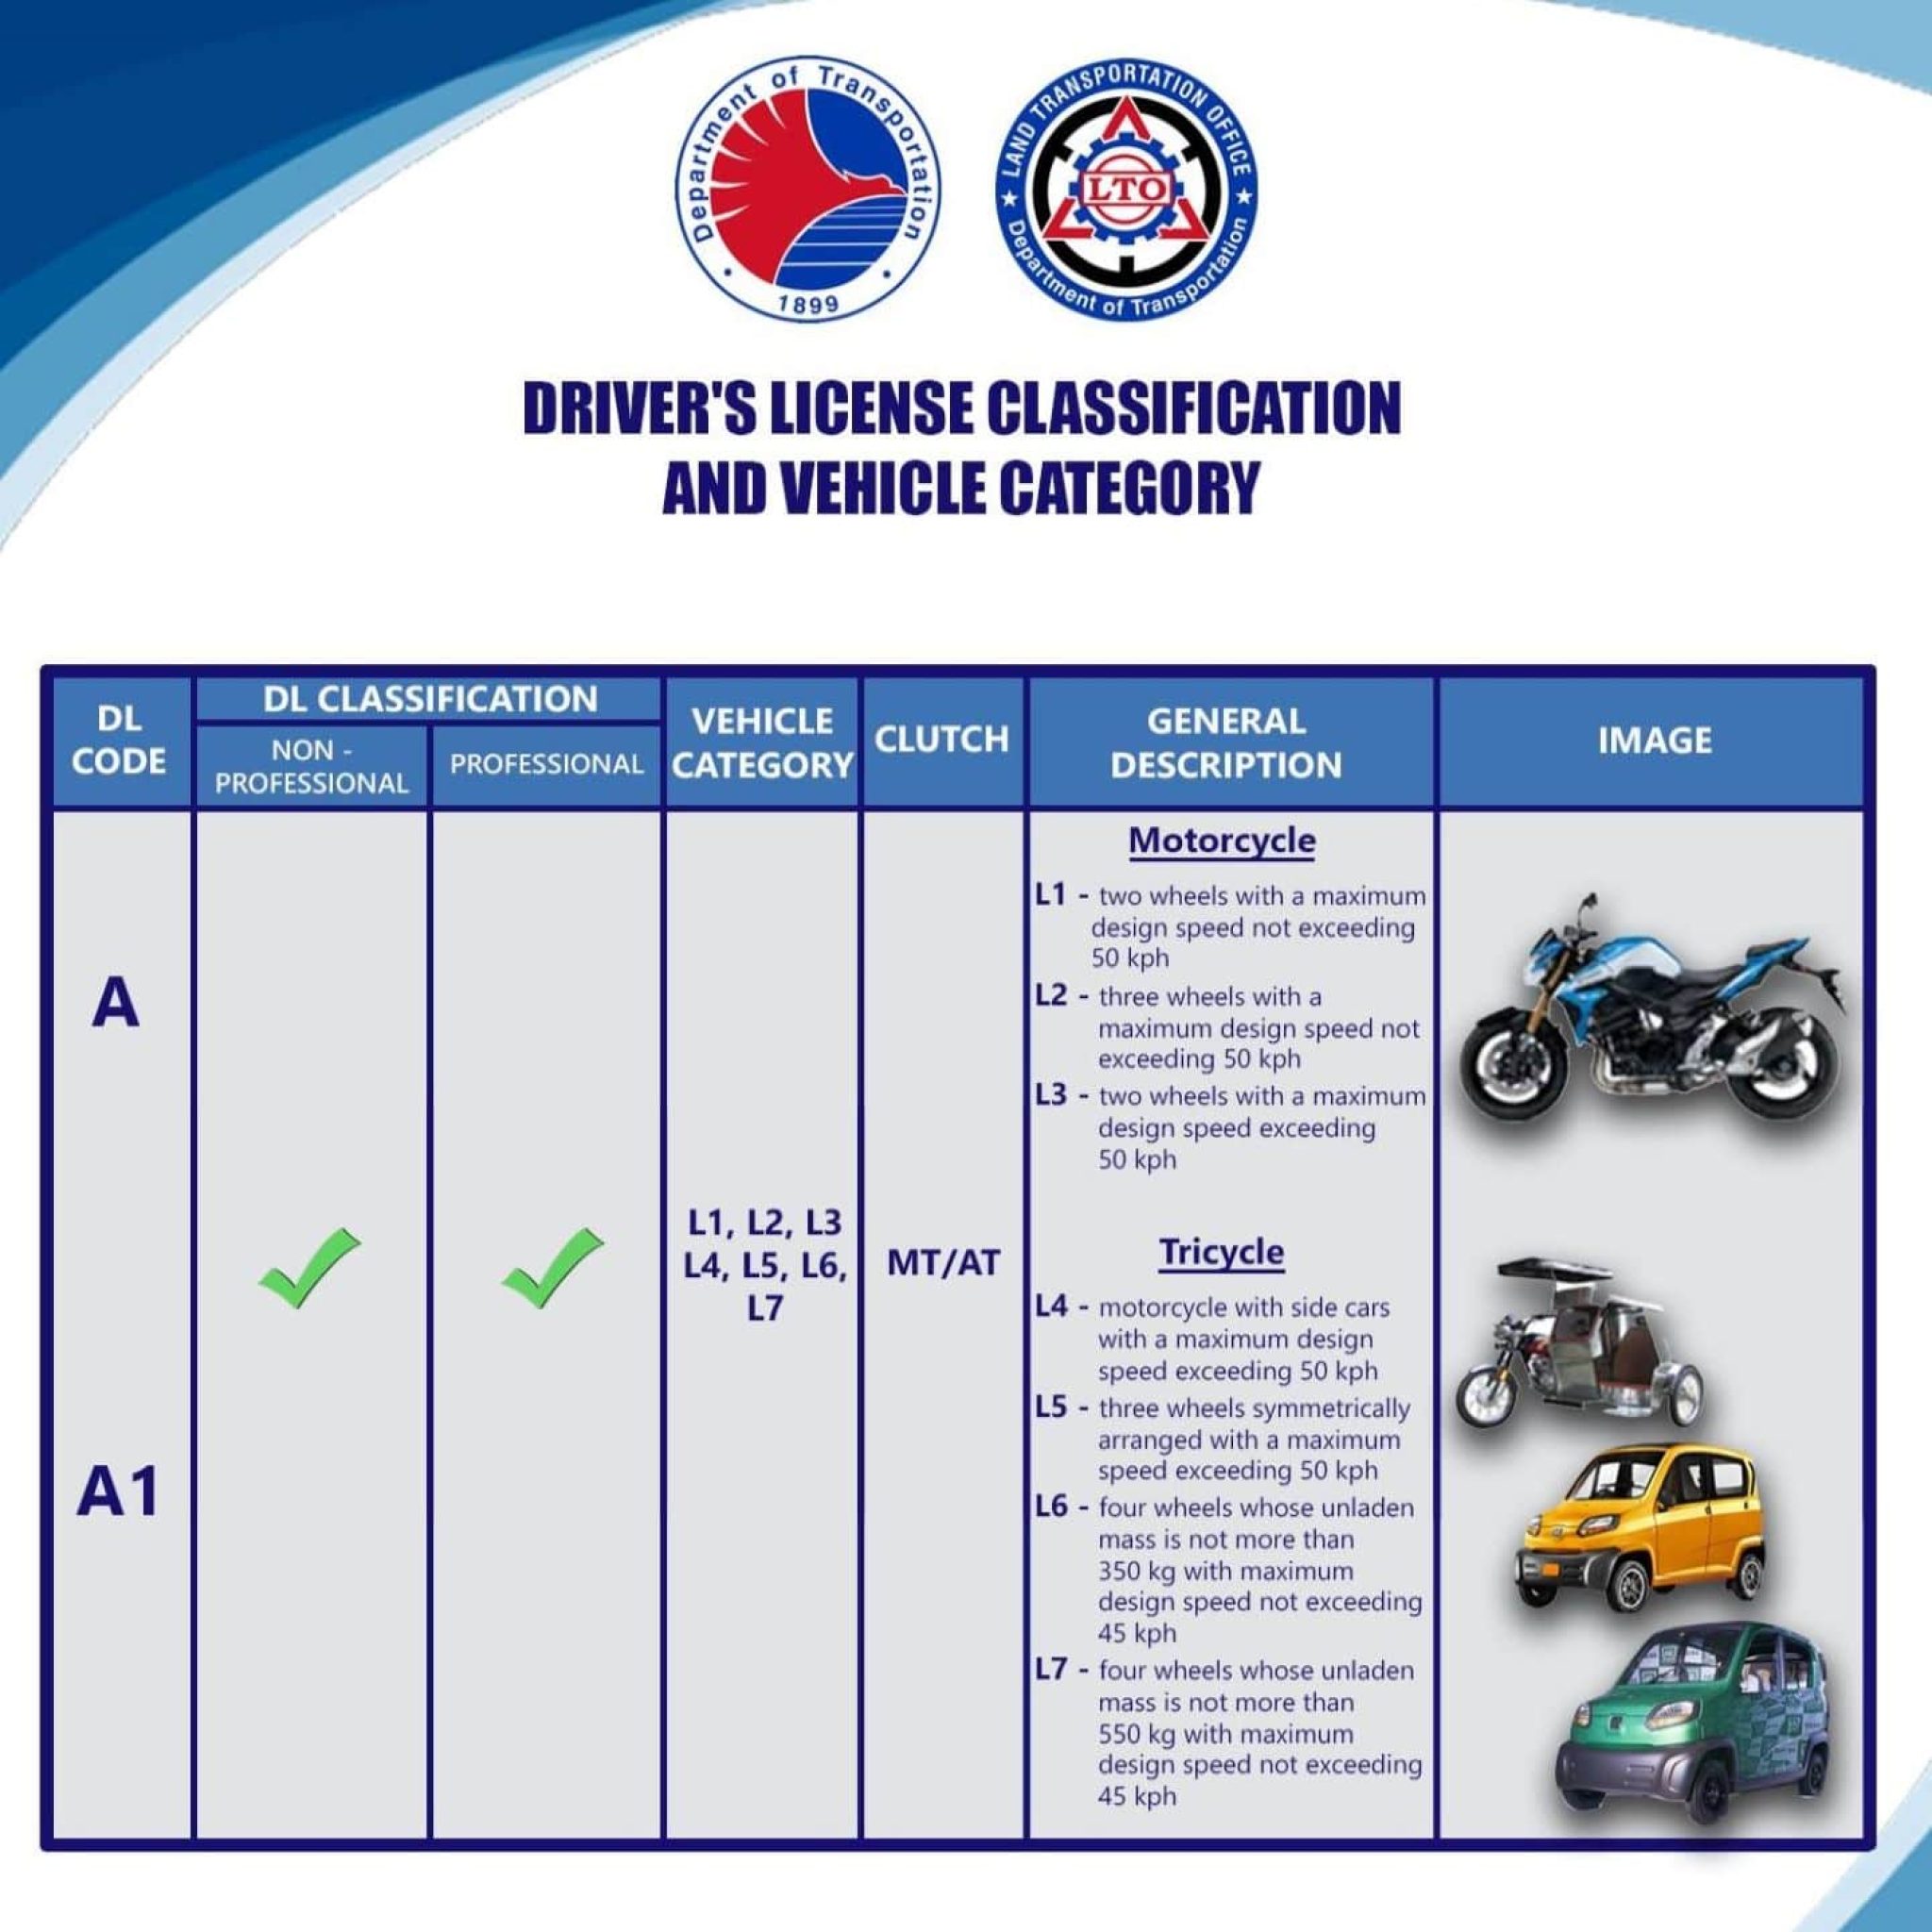 Department of Transportation
1899
LAND TRANSPORTATION OFFICE
LTO
Department of Transportation
DRIVER'S LICENSE CLASSIFICATION
AND VEHICLE CATEGORY
DL
CODE
DL CLASSIFICATION
NON -
PROFESSIONAL
PROFESSIONAL
VEHICLE
CATEGORY
CLUTCH
GENERAL
DESCRIPTION
IMAGE
A
A1
L1, L2, L3
L4, L5, L6,
L7
MT/AT
Motorcycle
L1 - two wheels with a maximum
design speed not exceeding
50 kph
L2 - three wheels with a
maximum design speed not
exceeding 50 kph
L3 - two wheels with a maximum
design speed exceeding
50 kph
Tricycle
L4 - motorcycle with side cars
with a maximum design
speed exceeding 50 kph
L5 - three wheels symmetrically
arranged with a maximum
speed exceeding 50 kph
L6 - four wheels whose unladen
mass is not more than
350 kg with maximum
design speed not exceeding
45 kph
L7 - four wheels whose unladen
mass is not more than
550 kg with maximum
design speed not exceeding
45 kph